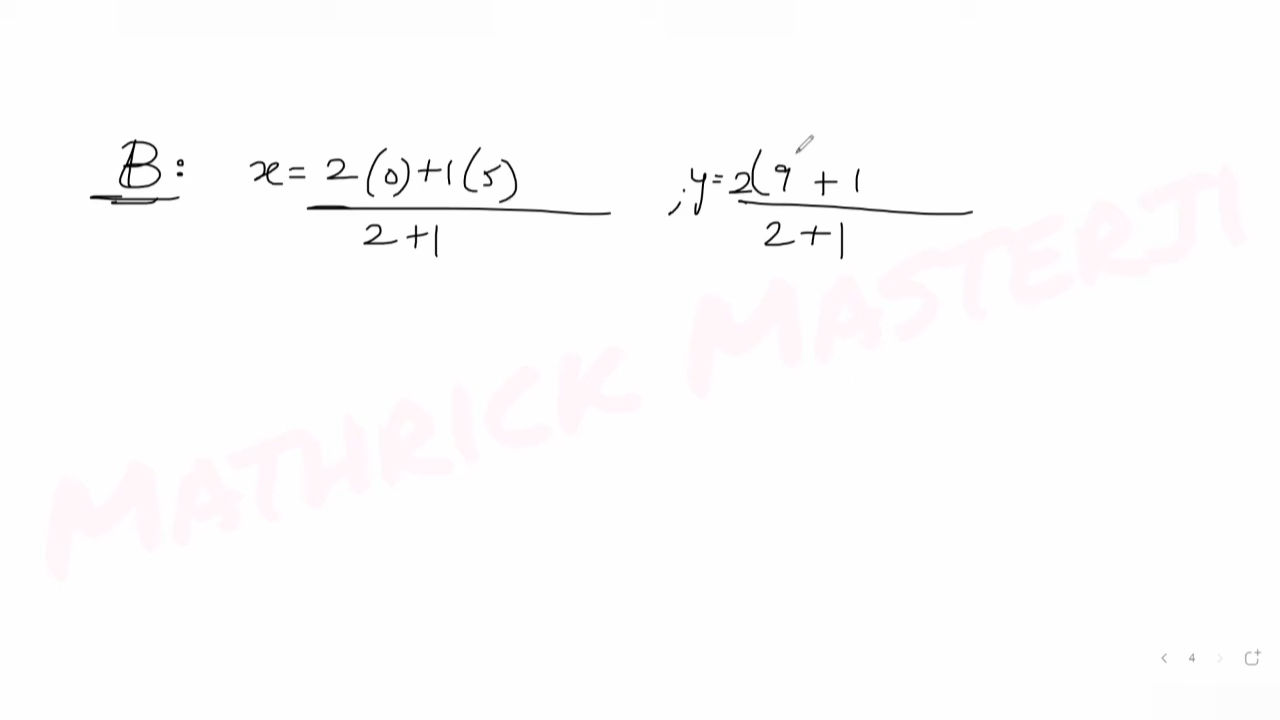 B: x = 2(0)+1(5) ; y = 2(9 + 1
2+1 2+1
MATHRICK MASTERJI
< 4 >